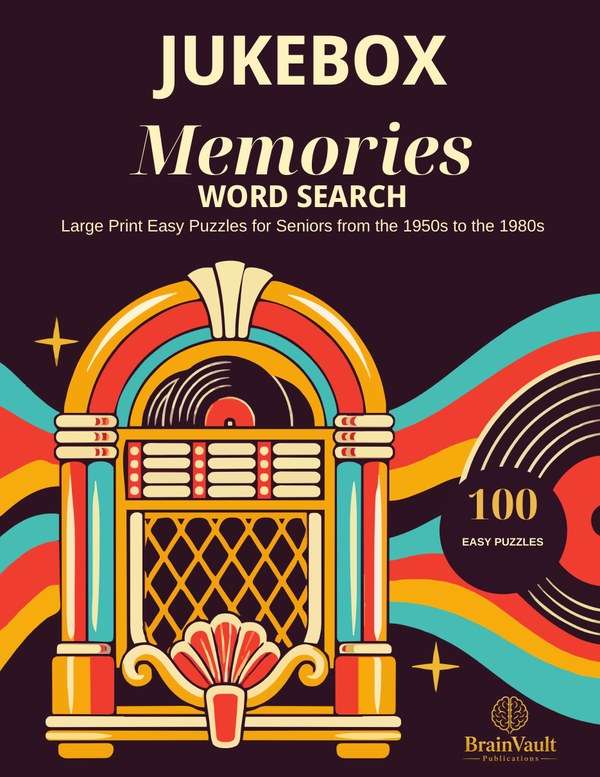 JUKEBOX
Memories
WORD SEARCH
Large Print Easy Puzzles for Seniors from the 1950s to the 1980s
100
EASY PUZZLES
BrainVault
Publications